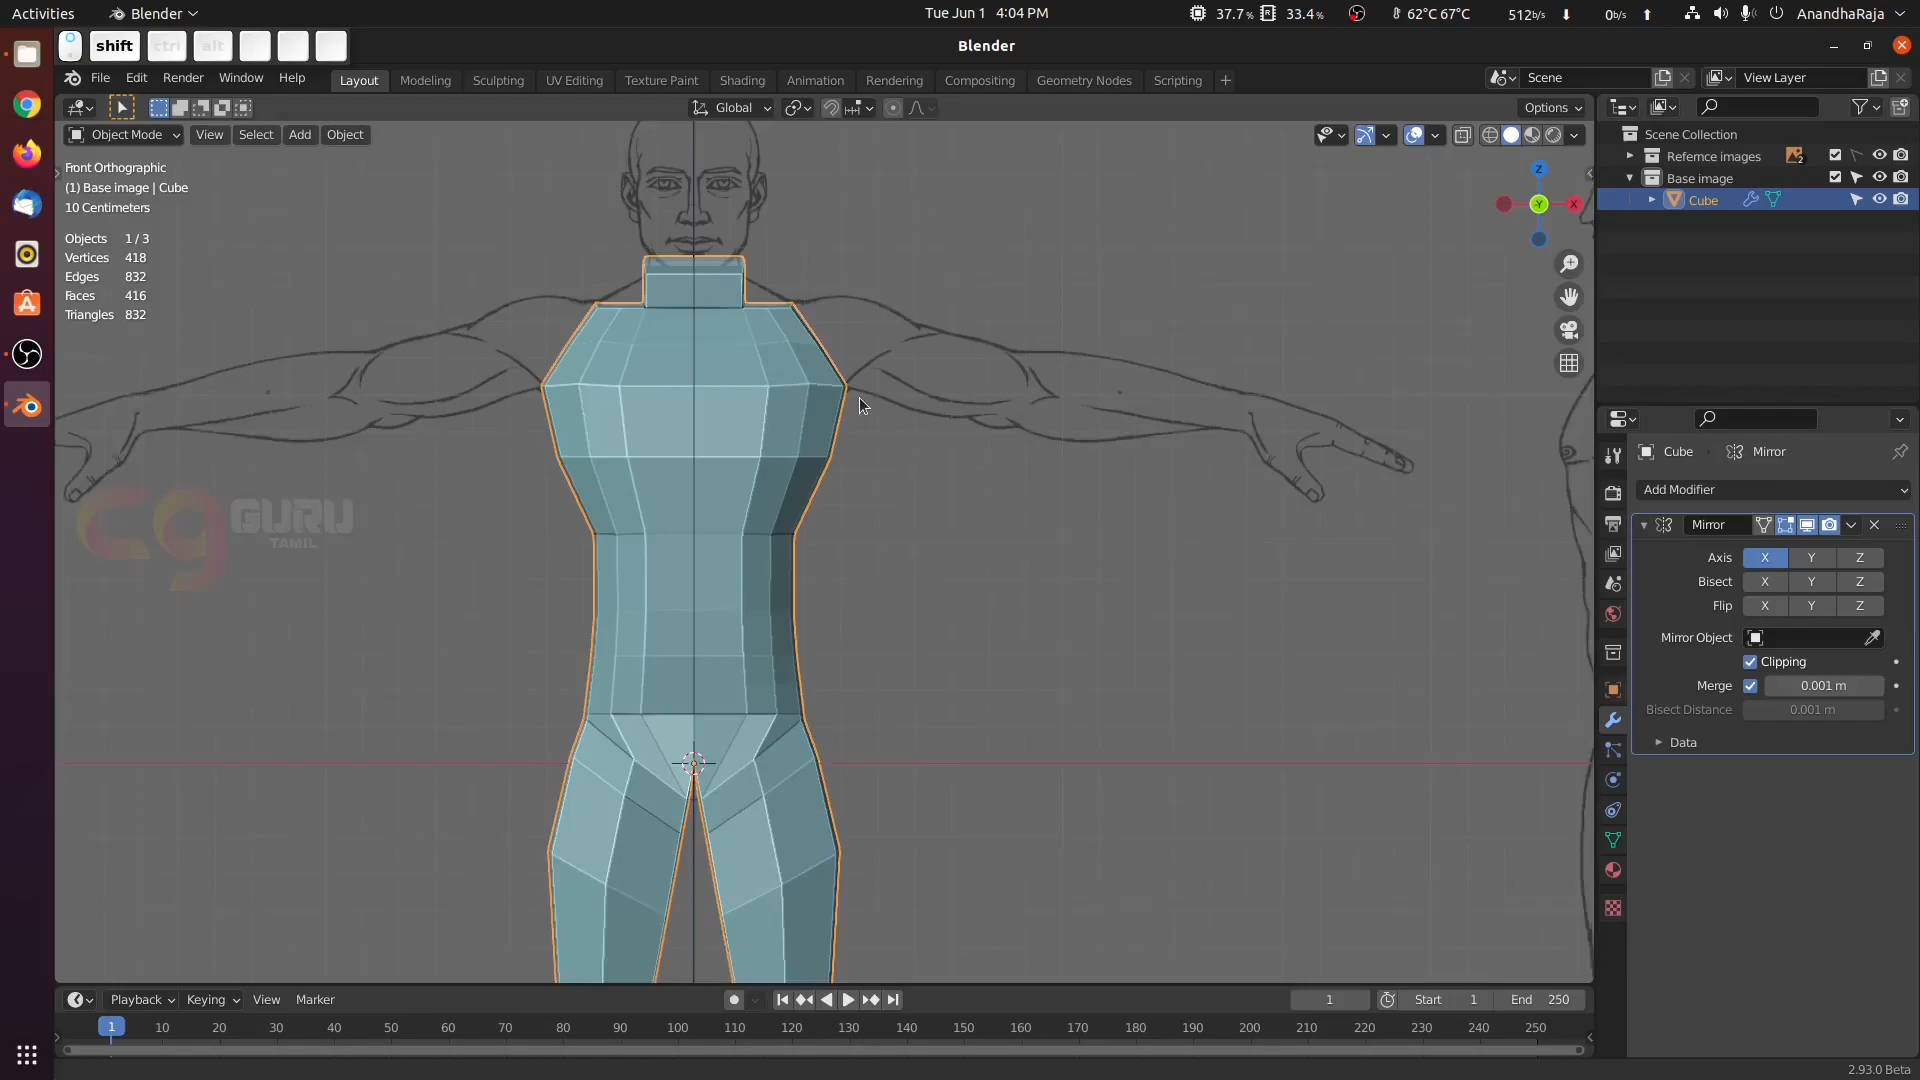 Activities Blender Tue Jun 1 4:04 PM 37.7% 33.4% 62°C 67°C 512b/s 0b/s AnandhaRaja
shift ctrl alt Blender
File Edit Render Window Help Layout Modeling Sculpting UV Editing Texture Paint Shading Animation Rendering Compositing Geometry Nodes Scripting + Scene View Layer
Global Options
Object Mode View Select Add Object
Scene Collection
Front Orthographic
(1) Base image | Cube
10 Centimeters
Objects 1 / 3
Vertices 418
Edges 832
Faces 416
Triangles 832
Refernce images 2
Base image
Cube
Z
Y
X
Cube Mirror
Add Modifier
Mirror
Axis X Y Z
Bisect X Y Z
Flip X Y Z
Mirror Object
Clipping
Merge 0.001 m
Bisect Distance 0.001 m
Data
cg GURU
TAMIL
Playback Keying View Marker 1 Start 1 End 250
1 10 20 30 40 50 60 70 80 90 100 110 120 130 140 150 160 170 180 190 200 210 220 230 240 250
2.93.0 Beta